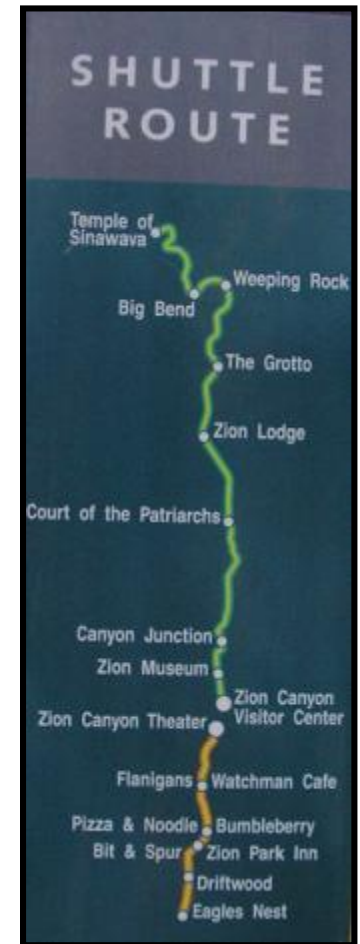 SHUTTLE
ROUTE
Temple of
Sinawava
Weeping Rock
Big Bend
The Grotto
Zion Lodge
Court of the Patriarchs
Canyon Junction
Zion Museum
Zion Canyon
Visitor Center
Zion Canyon Theater
Flanigans Watchman Cafe
Pizza & Noodle Bumbleberry
Bit & Spur Zion Park Inn
Driftwood
Eagles Nest